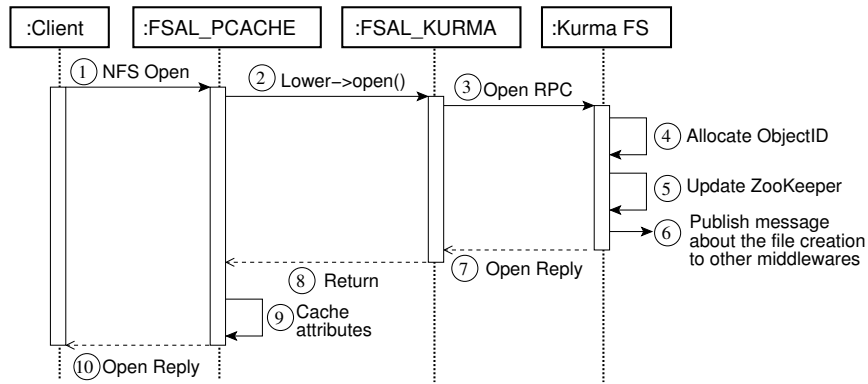 :Client
:FSAL_PCACHE
:FSAL_KURMA
:Kurma FS
1 NFS Open
2 Lower->open()
3 Open RPC
4 Allocate ObjectID
5 Update ZooKeeper
6 Publish message
about the file creation
to other middlewares
7 Open Reply
8 Return
9 Cache
attributes
10 Open Reply